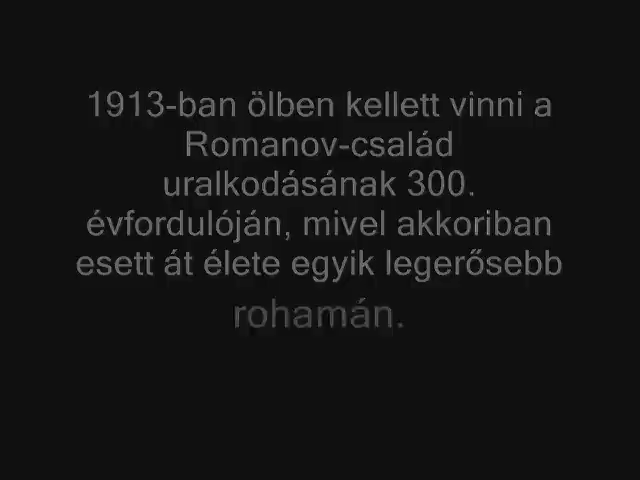 1913-ban ölben kellett vinni a
Romanov-család
uralkodásának 300.
évfordulóján, mivel akkoriban
esett át élete egyik legerősebb
rohamán.